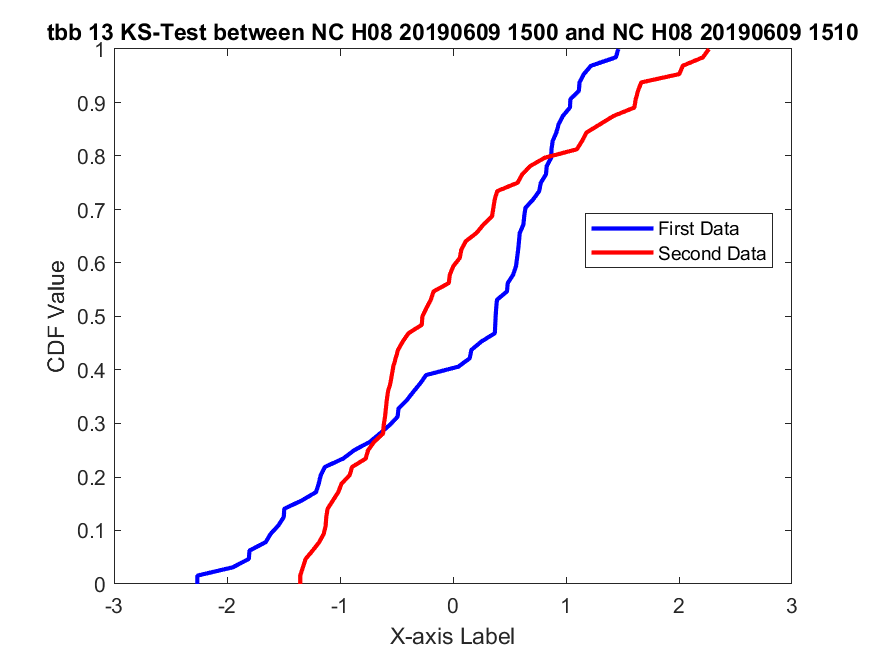 tbb 13 KS-Test between NC H08 20190609 1500 and NC H08 20190609 1510
1
0.9
0.8
0.7
0.6
0.5
0.4
0.3
0.2
0.1
0
CDF Value
First Data
Second Data
-3 -2 -1 0 1 2 3
X-axis Label